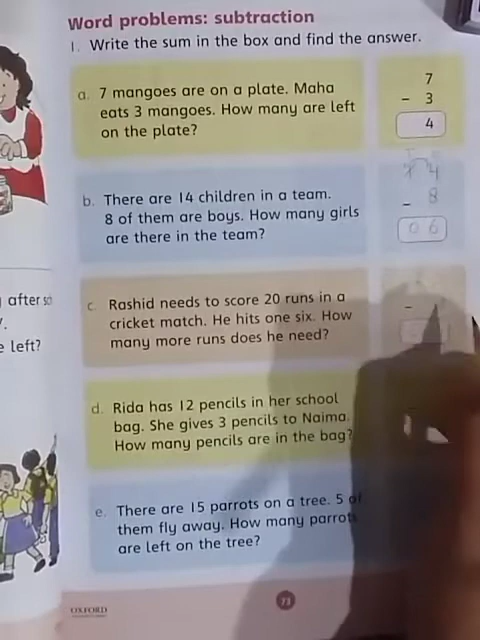 Word problems: subtraction
1. Write the sum in the box and find the answer.
a. 7 mangoes are on a plate. Maha
eats 3 mangoes. How many are left
on the plate?
7
- 3
4
b. There are 14 children in a team.
8 of them are boys. How many girls
are there in the team?
4
- 8
0 6
after
c. Rashid needs to score 20 runs in a
cricket match. He hits one six. How
many more runs does he need?
-
left?
d. Rida has 12 pencils in her school
bag. She gives 3 pencils to Naima.
How many pencils are in the bag?
e. There are 15 parrots on a tree. 5 of
them fly away. How many parrots
are left on the tree?
OXFORD
73